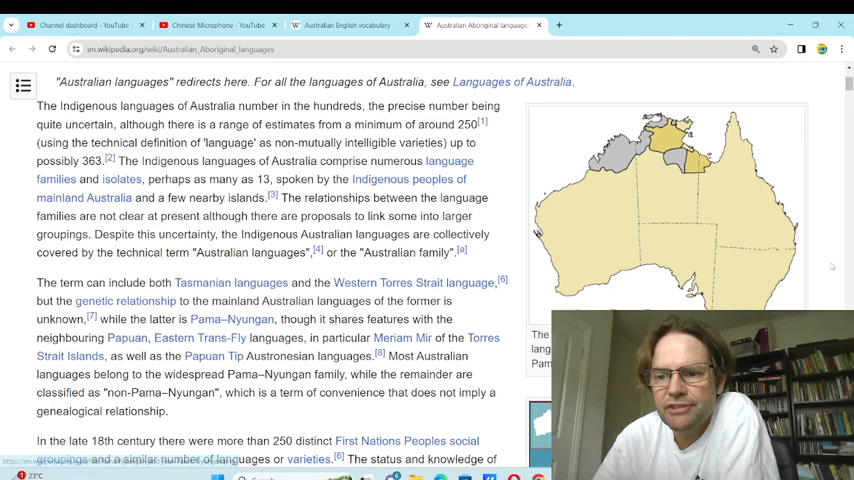 Channel dashboard - YouTube
Chinese Microphone - YouTube
Australian English vocabulary -
Australian Aboriginal languages
en.wikipedia.org/wiki/Australian_Aboriginal_languages
"Australian languages" redirects here. For all the languages of Australia, see Languages of Australia.
The Indigenous languages of Australia number in the hundreds, the precise number being
quite uncertain, although there is a range of estimates from a minimum of around 250[1]
(using the technical definition of 'language' as non-mutually intelligible varieties) up to
possibly 363.[2] The Indigenous languages of Australia comprise numerous language
families and isolates, perhaps as many as 13, spoken by the Indigenous peoples of
mainland Australia and a few nearby islands.[3] The relationships between the language
families are not clear at present although there are proposals to link some into larger
groupings. Despite this uncertainty, the Indigenous Australian languages are collectively
covered by the technical term "Australian languages",[4] or the "Australian family".[a]
The term can include both Tasmanian languages and the Western Torres Strait language,[6]
but the genetic relationship to the mainland Australian languages of the former is
unknown,[7] while the latter is Pama–Nyungan, though it shares features with the
neighbouring Papuan, Eastern Trans-Fly languages, in particular Meriam Mir of the Torres
Strait Islands, as well as the Papuan Tip Austronesian languages.[8] Most Australian
languages belong to the widespread Pama–Nyungan family, while the remainder are
classified as "non-Pama–Nyungan", which is a term of convenience that does not imply a
genealogical relationship.
In the late 18th century there were more than 250 distinct First Nations Peoples social
groupings and a similar number of languages or varieties.[6] The status and knowledge of
The
lang
Pam
1
23°C
Search
6